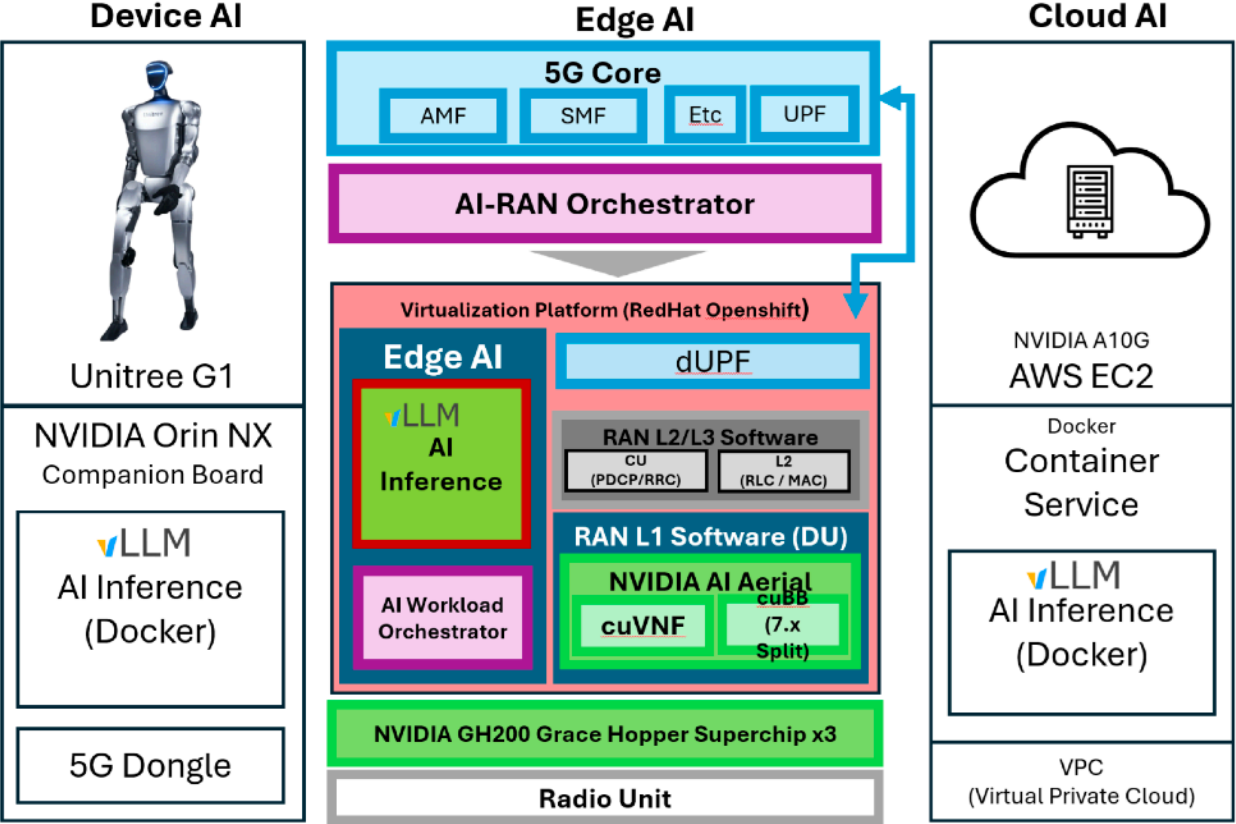 Device AI
Unitree G1
NVIDIA Orin NX
Companion Board
vLLM
AI Inference
(Docker)
5G Dongle
Edge AI
5G Core
AMF
SMF
Etc
UPF
AI-RAN Orchestrator
Virtualization Platform (RedHat Openshift)
Edge AI
vLLM
AI
Inference
AI Workload
Orchestrator
dUPF
RAN L2/L3 Software
CU
(PDCP/RRC)
L2
(RLC / MAC)
RAN L1 Software (DU)
NVIDIA AI Aerial
cuVNF
cuBB
(7.x
Split)
NVIDIA GH200 Grace Hopper Superchip x3
Radio Unit
Cloud AI
NVIDIA A10G
AWS EC2
Docker
Container
Service
vLLM
AI Inference
(Docker)
VPC
(Virtual Private Cloud)